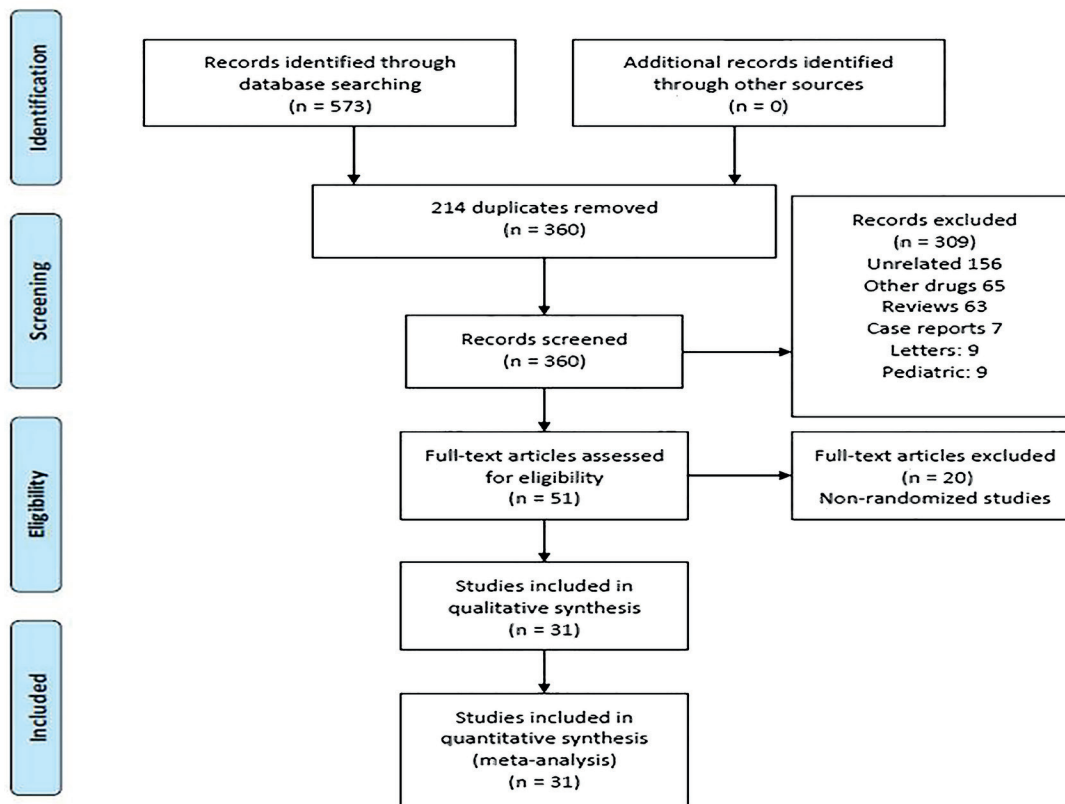 Identification
Records identified through
database searching
(n = 573)
Additional records identified
through other sources
(n = 0)
214 duplicates removed
(n = 360)
Screening
Records screened
(n = 360)
Records excluded
(n = 309)
Unrelated 156
Other drugs 65
Reviews 63
Case reports 7
Letters: 9
Pediatric: 9
Eligibility
Full-text articles assessed
for eligibility
(n = 51)
Full-text articles excluded
(n = 20)
Non-randomized studies
Studies included in
qualitative synthesis
(n = 31)
Included
Studies included in
quantitative synthesis
(meta-analysis)
(n = 31)